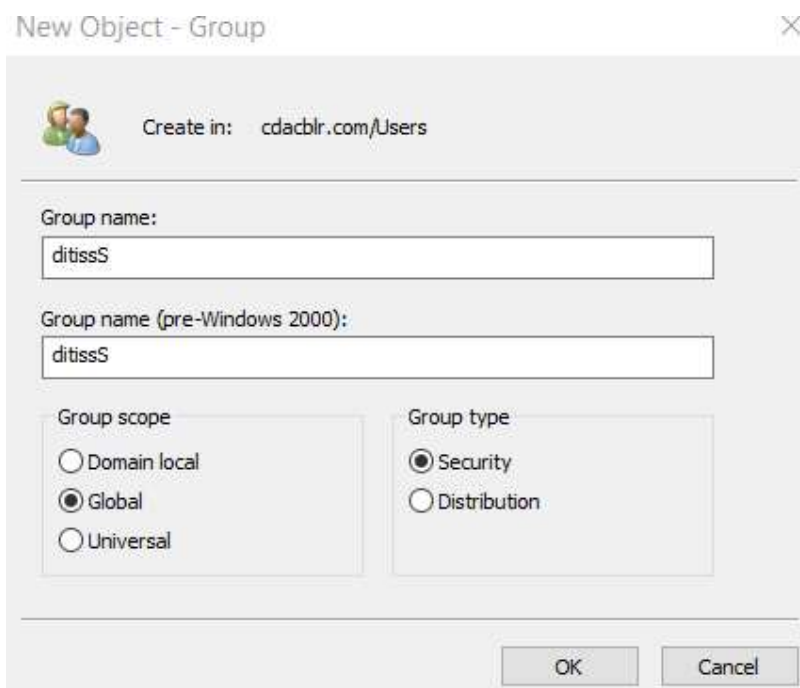 New Object - Group
Create in: cdacblr.com/Users
Group name:
ditissS
Group name (pre-Windows 2000):
ditissS
Group scope
Domain local
Global
Universal
Group type
Security
Distribution
OK
Cancel